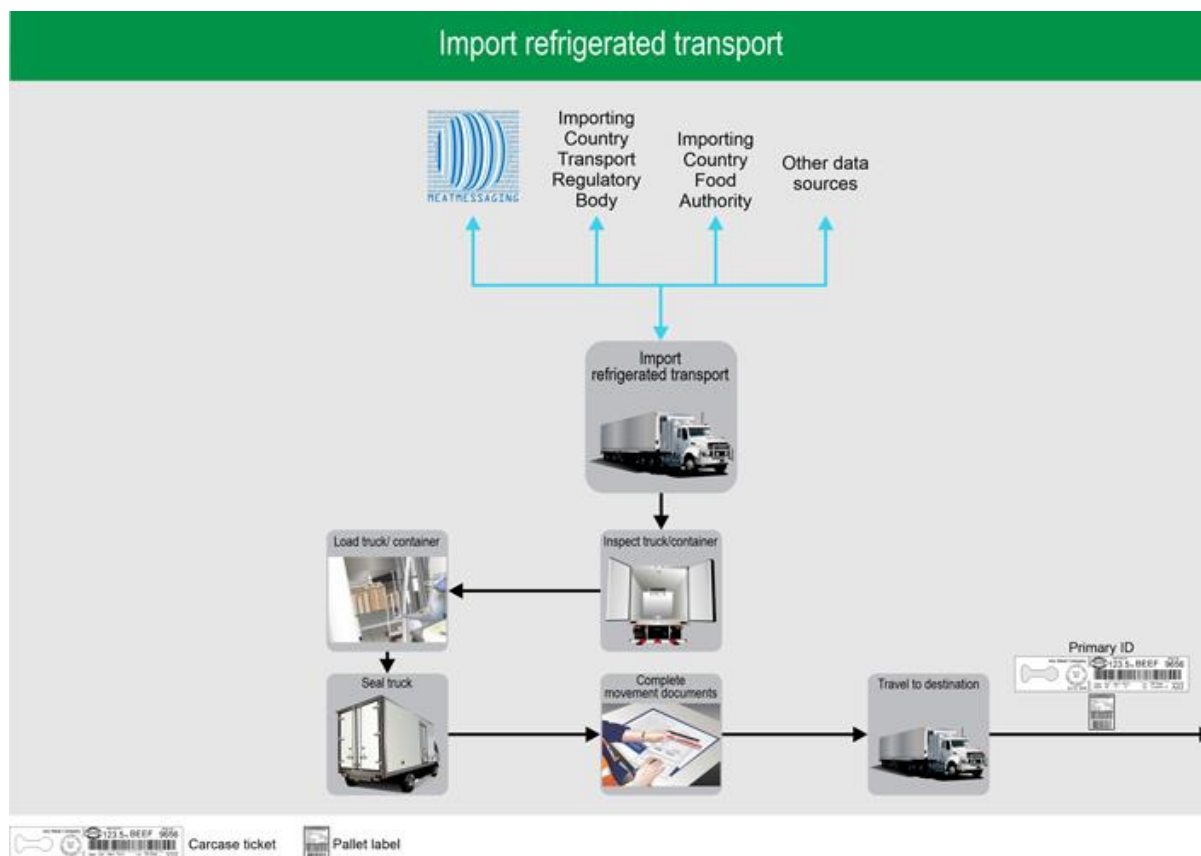 Import refrigerated transport
MEATMESSAGING
Importing
Country
Transport
Regulatory
Body
Importing
Country
Food
Authority
Other data
sources
Import
refrigerated transport
Load truck/ container
Inspect truck/container
Primary ID
123.5 BEEF 9656
Seal truck
Complete
movement documents
Travel to destination
123.5 BEEF 9656
Carcase ticket
Pallet label